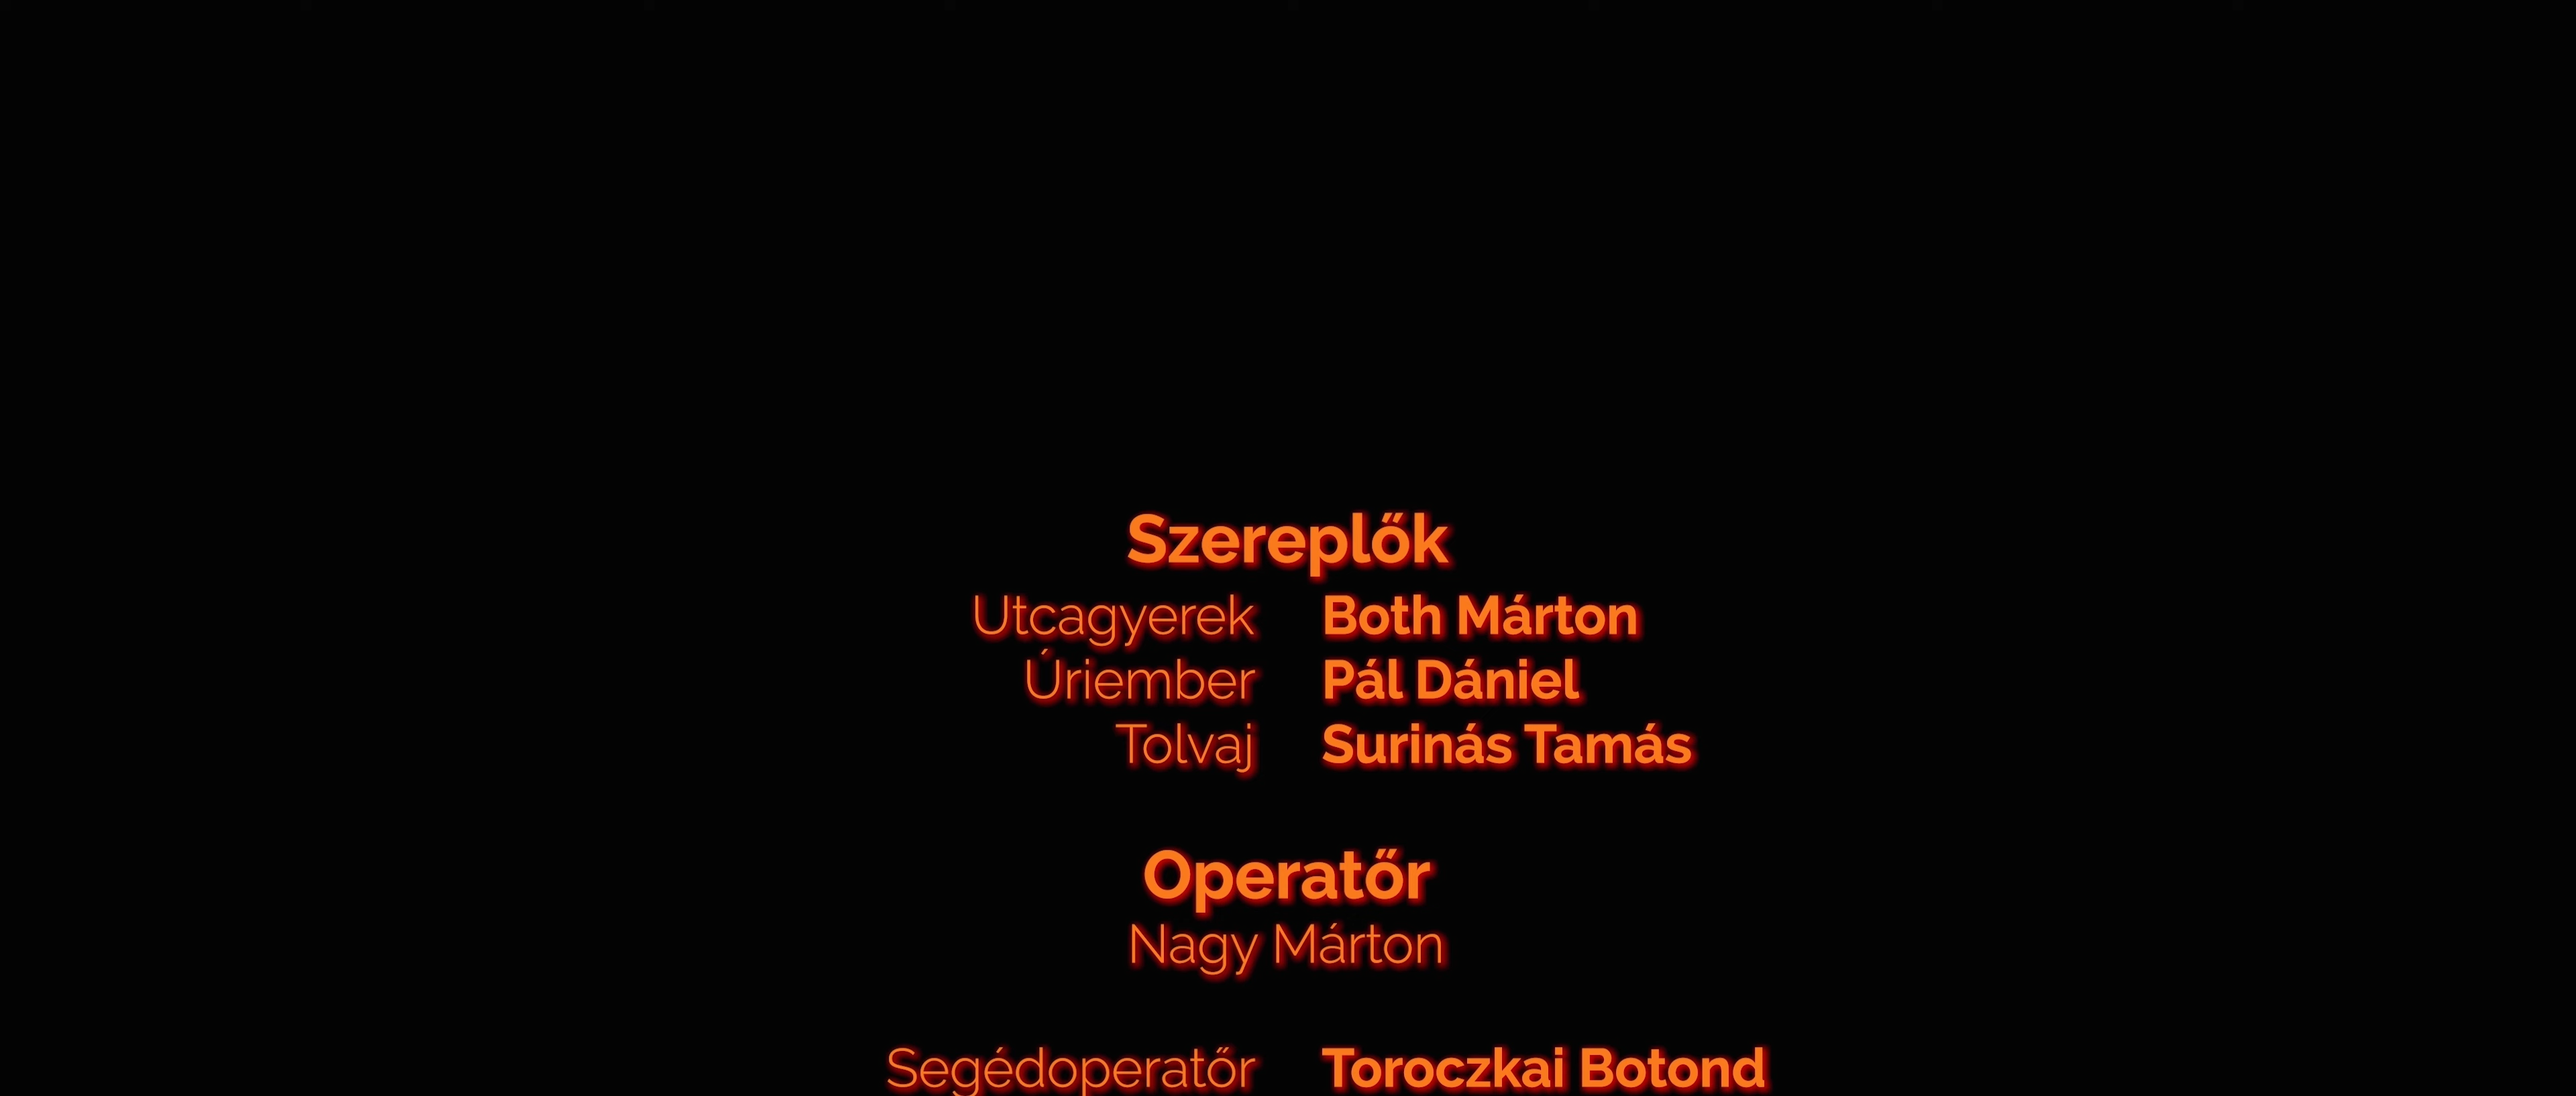 Szereplők
Utcagyerek Both Márton
Úriember Pál Dániel
Tolvaj Surinás Tamás
Operatőr
Nagy Márton
Segédoperatőr Toroczkai Botond